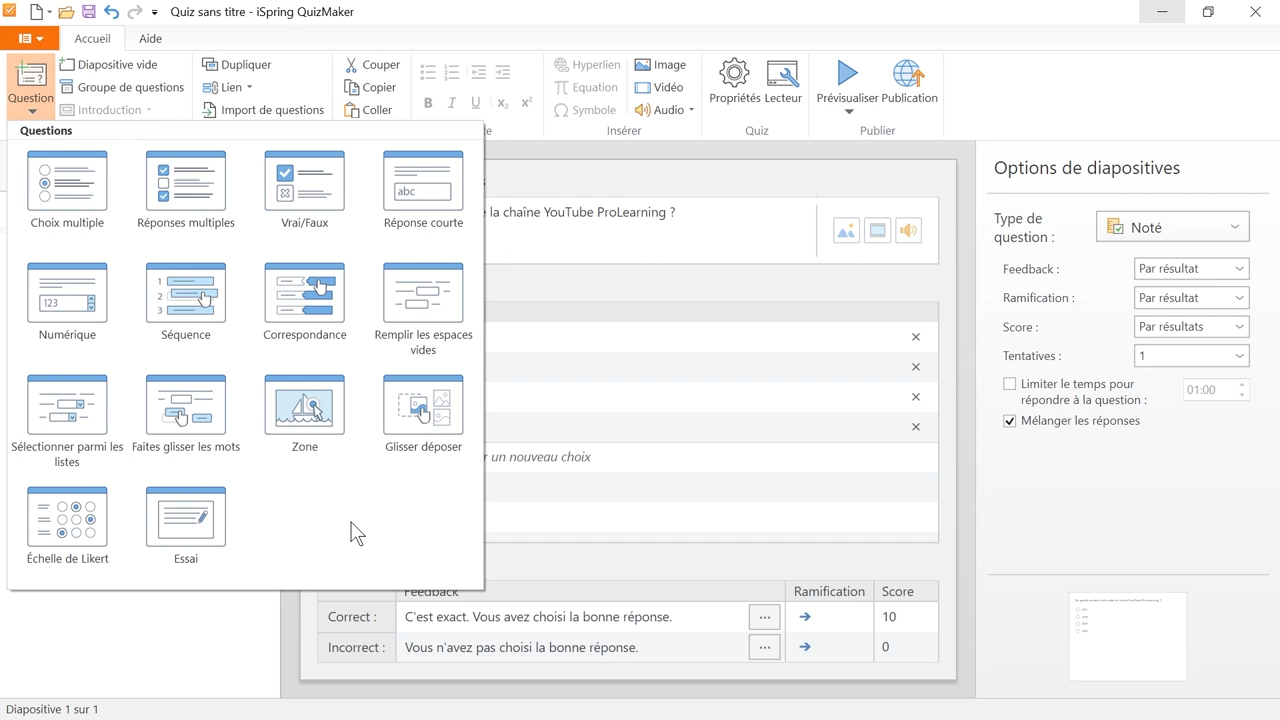 Quiz sans titre - iSpring QuizMaker
Accueil
Aide
Question
Diapositive vide
Groupe de questions
Introduction
Dupliquer
Lien
Import de questions
Couper
Copier
Coller
B I U x₂ x²
Hyperlien
Equation
Symbole
Image
Vidéo
Audio
Insérer
Propriétés
Lecteur
Quiz
Prévisualiser
Publication
Publier
Questions
abc
Choix multiple
Réponses multiples
Vrai/Faux
Réponse courte
123
1
2
3
Numérique
Séquence
Correspondance
Remplir les espaces
vides
Sélectionner parmi les
listes
Faites glisser les mots
Zone
Glisser déposer
Échelle de Likert
Essai
la chaîne YouTube ProLearning ?
un nouveau choix
Feedback
Ramification
Score
Correct :
C'est exact. Vous avez choisi la bonne réponse.
...
10
Incorrect :
Vous n'avez pas choisi la bonne réponse.
...
0
Options de diapositives
Type de
question :
Noté
Feedback :
Par résultat
Ramification :
Par résultat
Score :
Par résultats
Tentatives :
1
Limiter le temps pour
répondre à la question :
01:00
Mélanger les réponses
Diapositive 1 sur 1